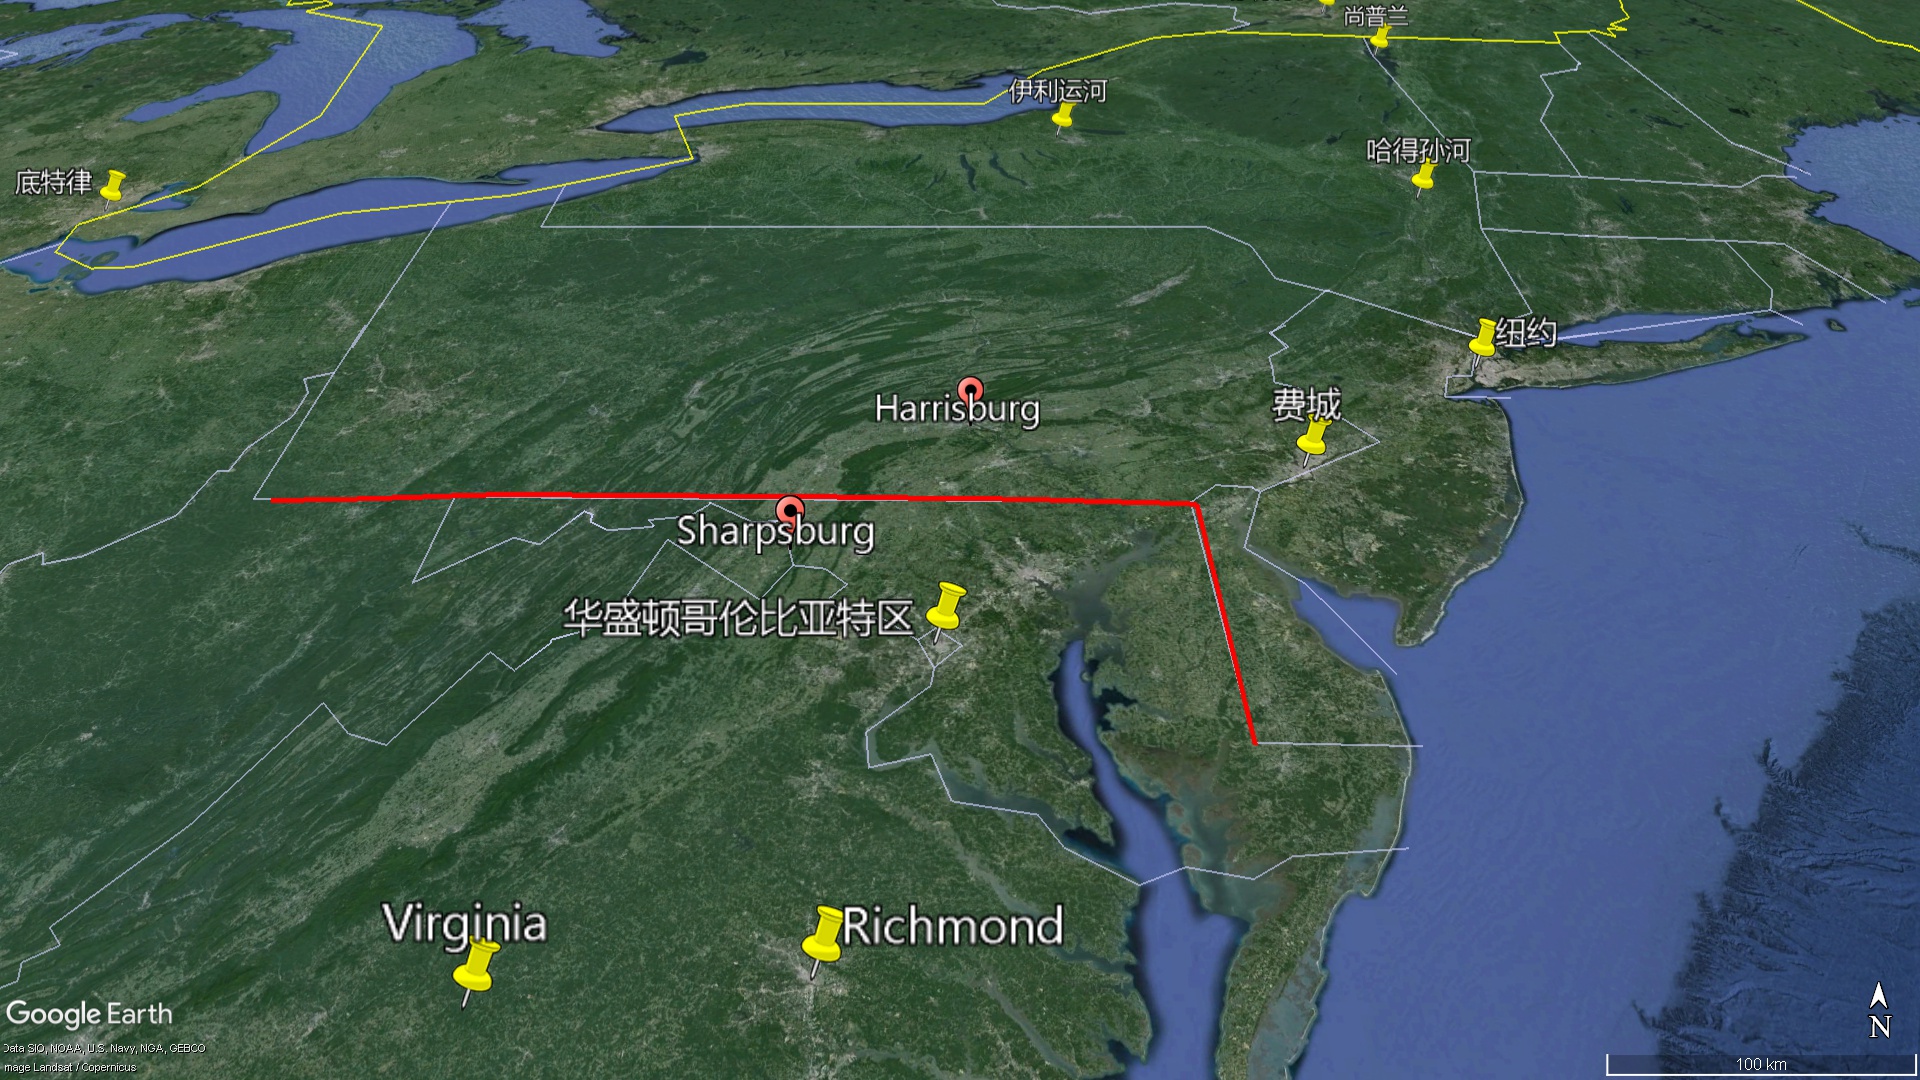 尚普兰
伊利运河
哈得孙河
底特律
纽约
Harrisburg
费城
Sharpsburg
华盛顿哥伦比亚特区
Virginia
Richmond
Google Earth
Data SIO, NOAA, U.S. Navy, NGA, GEBCO
mage Landsat / Copernicus
N
100 km